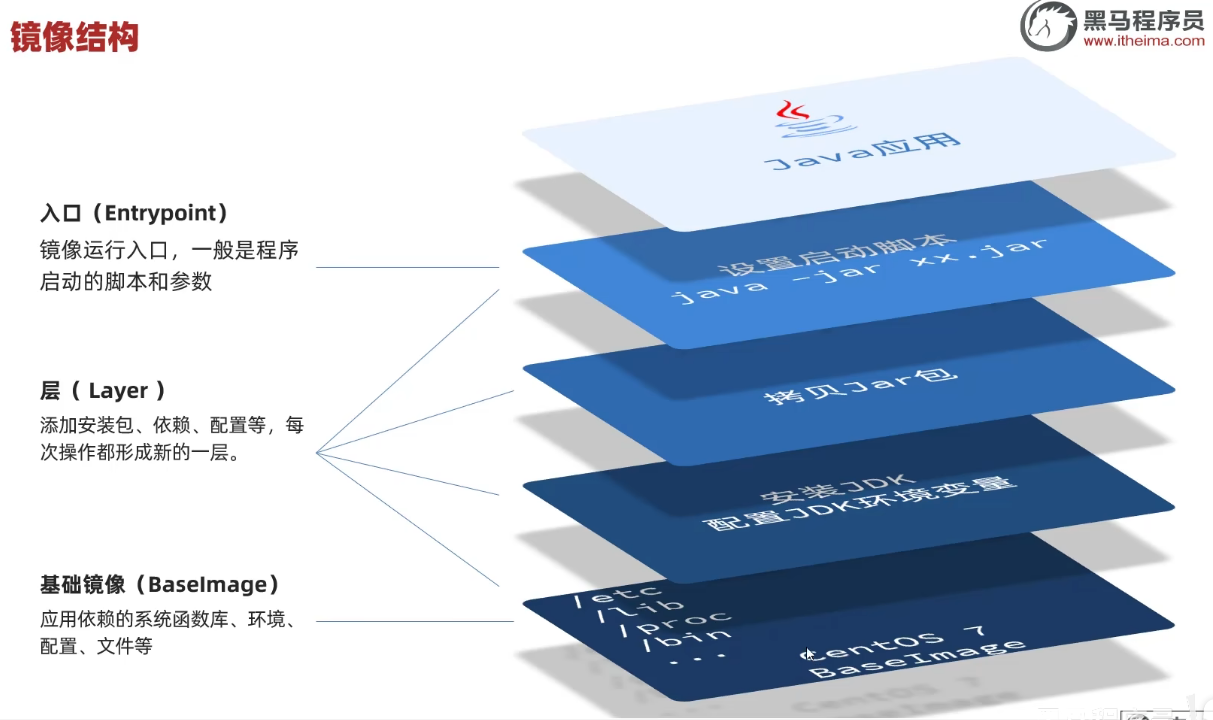 镜像结构
黑马程序员
www.itheima.com
Java应用
入口（Entrypoint）
镜像运行入口，一般是程序
启动的脚本和参数
设置启动脚本
java -jar xx.jar
层（ Layer ）
添加安装包、依赖、配置等，每
次操作都形成新的一层。
拷贝Jar包
安装JDK
配置JDK环境变量
基础镜像（BaseImage）
应用依赖的系统函数库、环境、
配置、文件等
/etc
/lib
/proc
/bin
...
CentOS 7
BaseImage